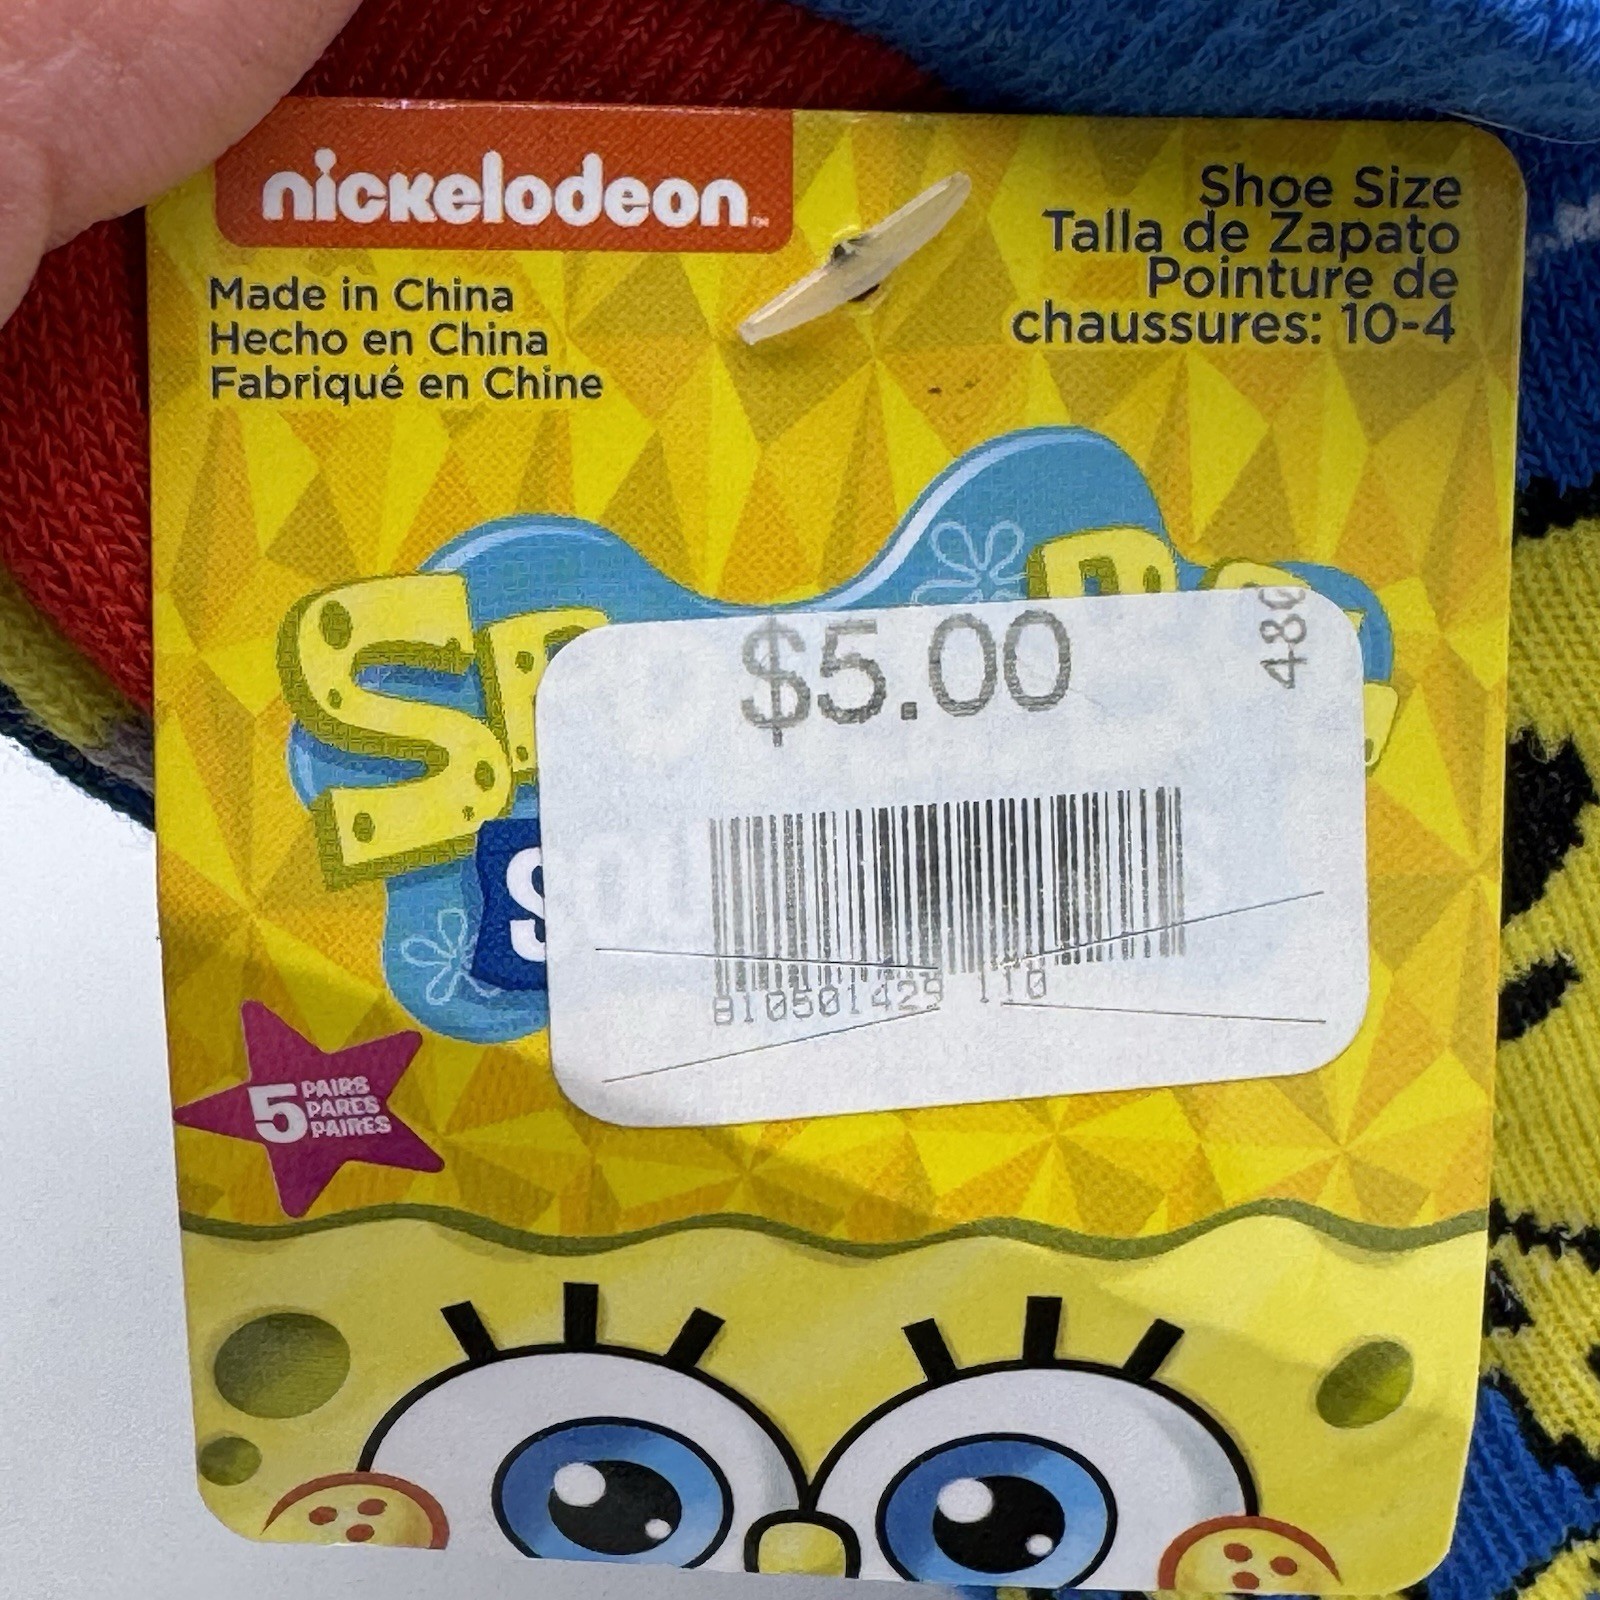 nickelodeon™
Made in China
Hecho en China
Fabriqué en Chine
Shoe Size
Talla de Zapato
Pointure de
chaussures: 10-4
$5.00
810501429 110
5 PAIRS
PARES
PAIRES